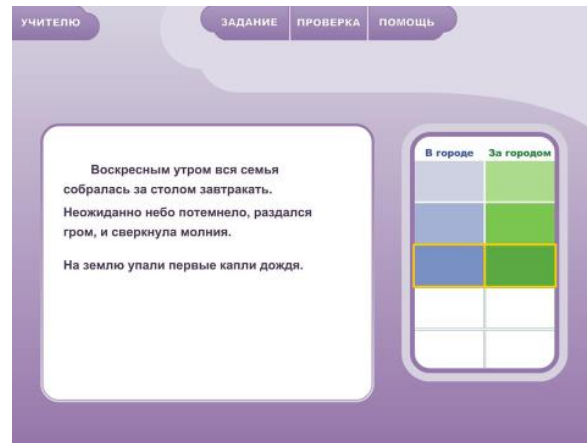 УЧИТЕЛЮ
ЗАДАНИЕ ПРОВЕРКА ПОМОЩЬ
Воскресным утром вся семья
собралась за столом завтракать.
Неожиданно небо потемнело, раздался
гром, и сверкнула молния.
На землю упали первые капли дождя.
В городе За городом